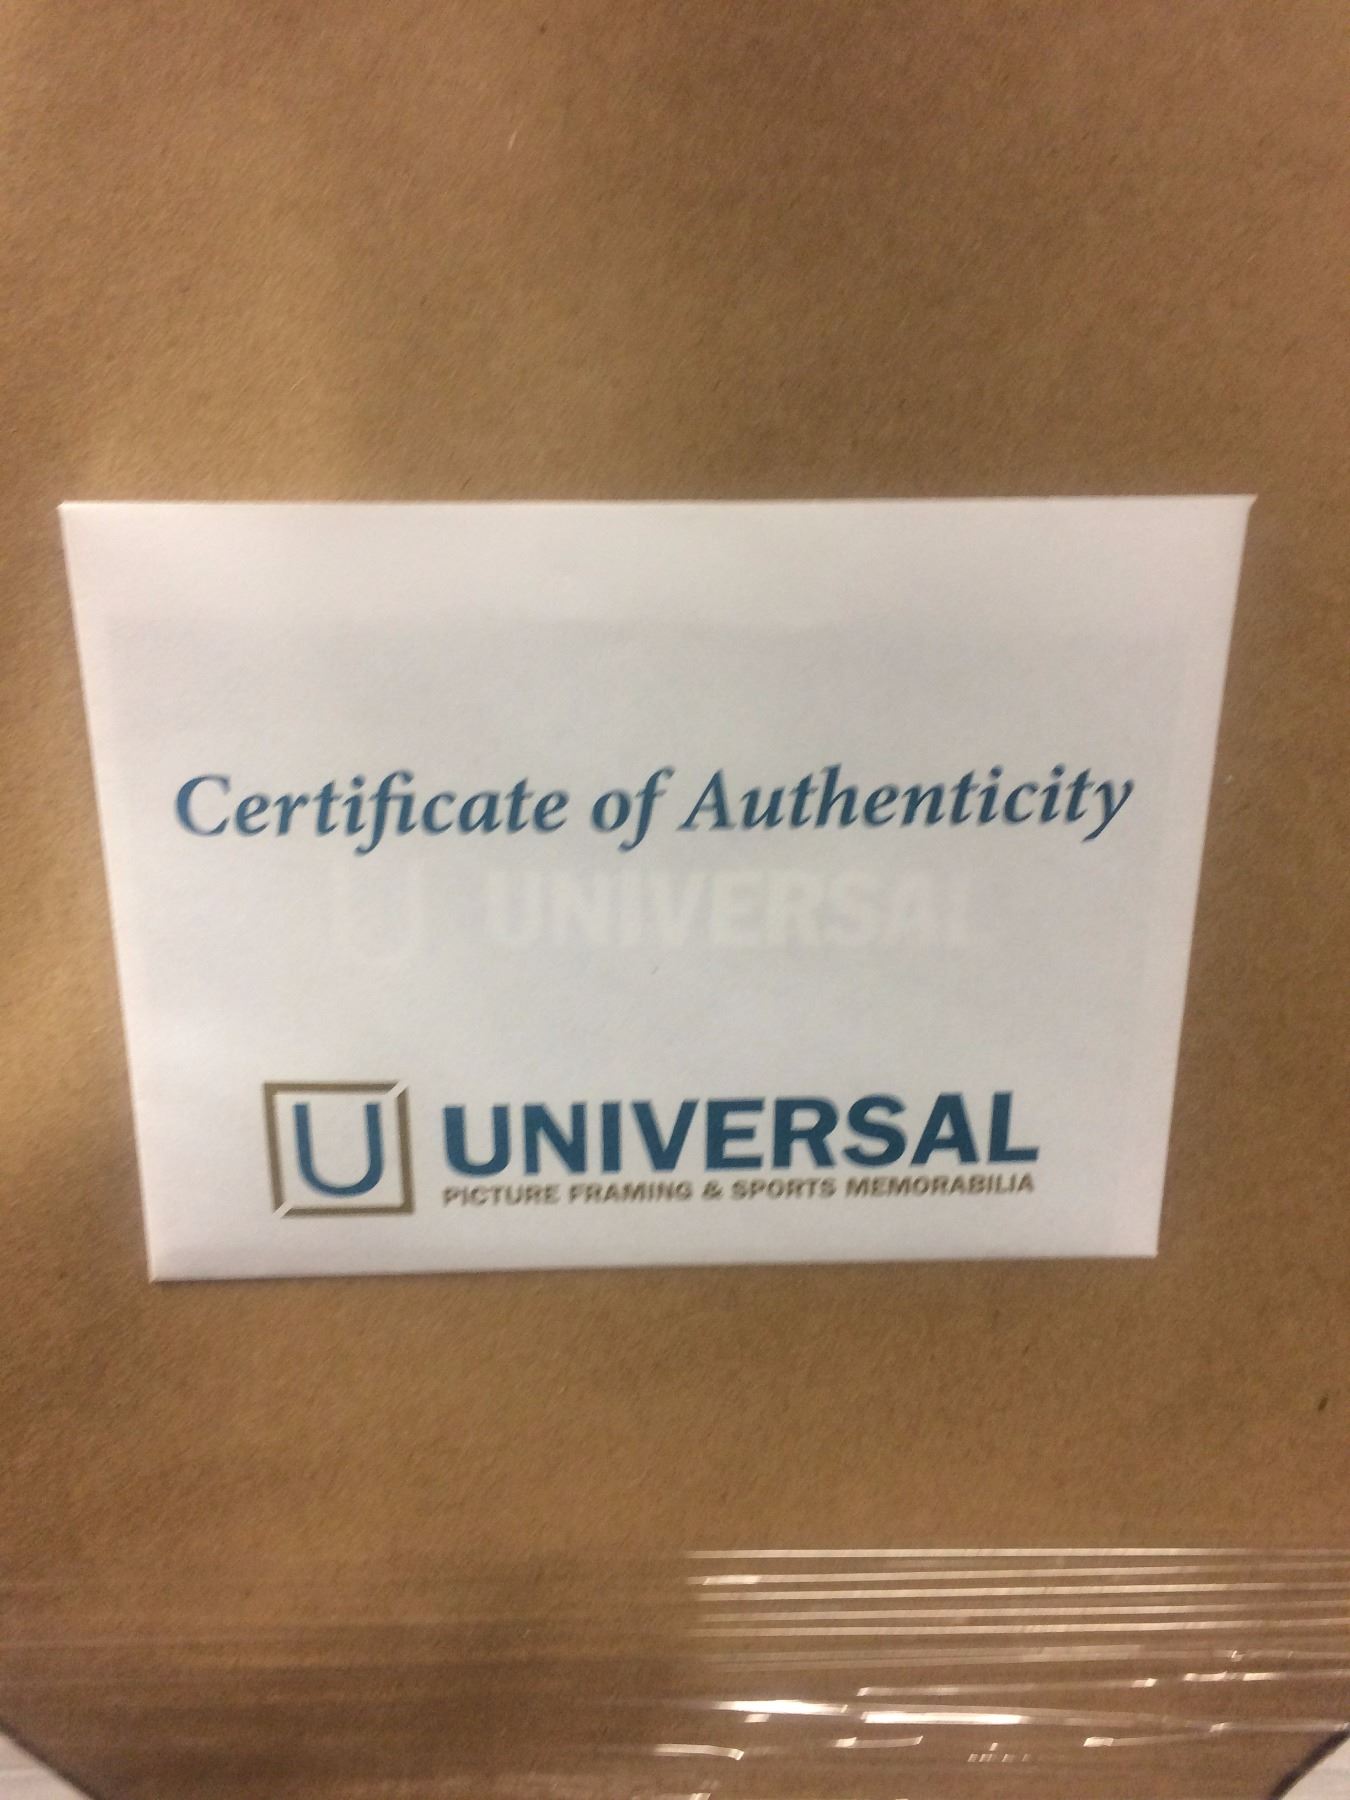 Certificate of Authenticity
U UNIVERSAL
U UNIVERSAL
PICTURE FRAMING & SPORTS MEMORABILIA